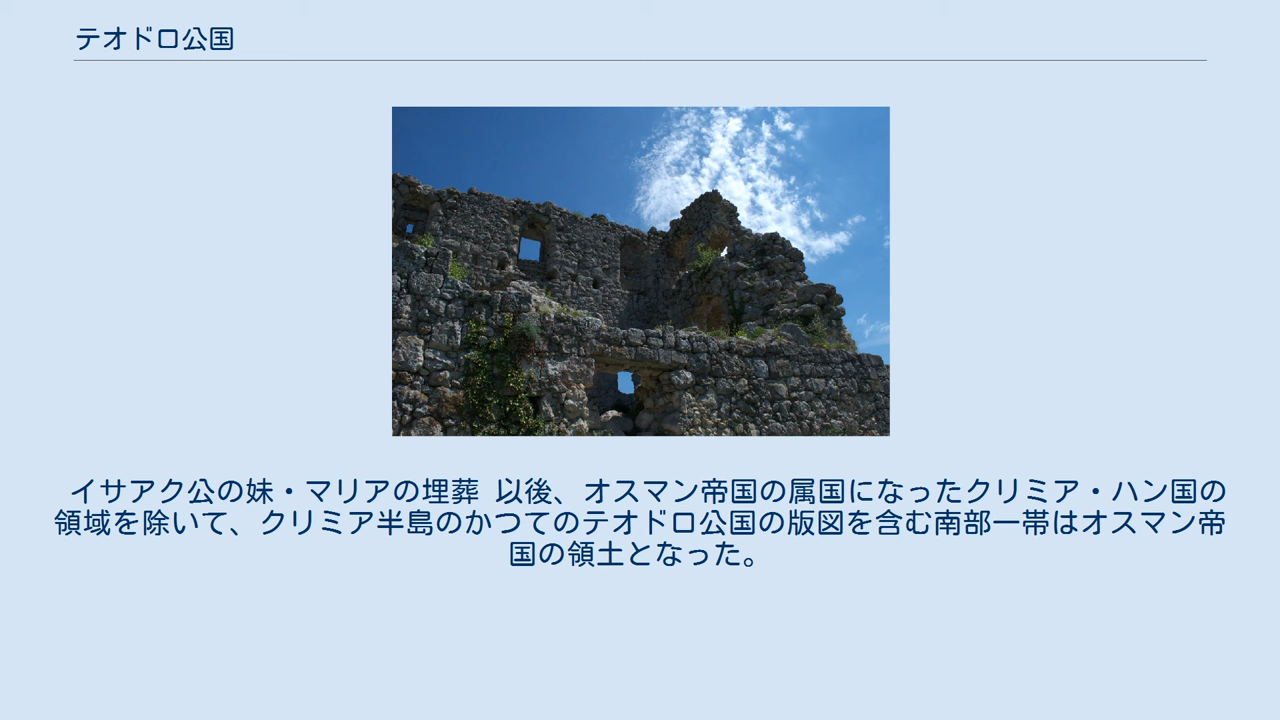 テオドロ公国
イサアク公の妹・マリアの埋葬 以後、オスマン帝国の属国になったクリミア・ハン国の
領域を除いて、クリミア半島のかつてのテオドロ公国の版図を含む南部一帯はオスマン帝
国の領土となった。